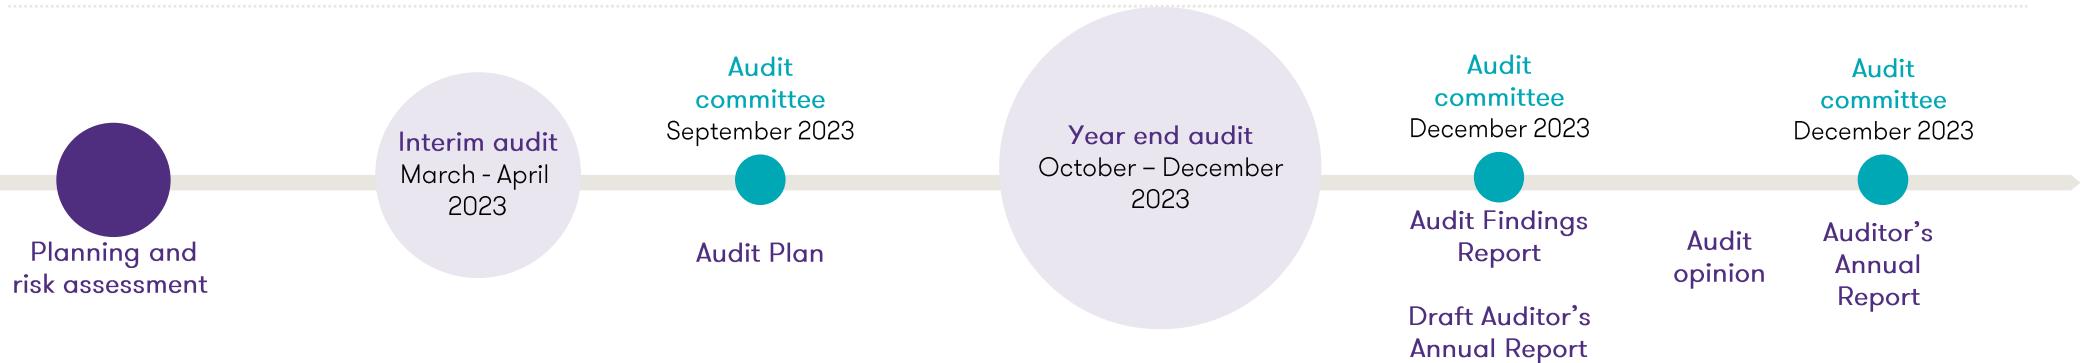 Planning and
risk assessment
Interim audit
March - April
2023
Audit
committee
September 2023
Audit Plan
Year end audit
October – December
2023
Audit
committee
December 2023
Audit Findings
Report
Draft Auditor’s
Annual Report
Audit
opinion
Audit
committee
December 2023
Auditor’s
Annual
Report